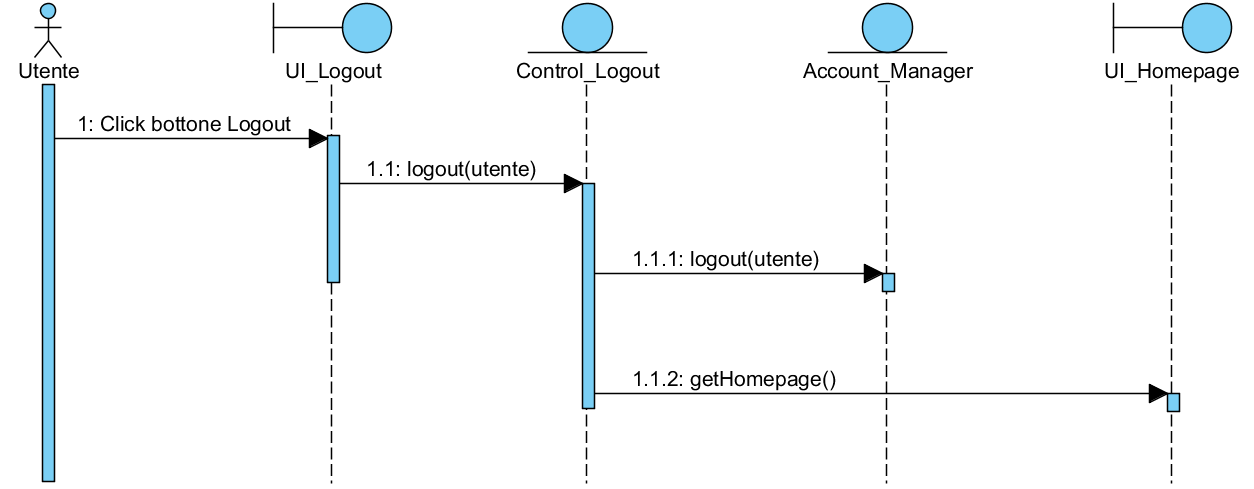 Utente
UI_Logout
Control_Logout
Account_Manager
UI_Homepage
1: Click bottone Logout
1.1: logout(utente)
1.1.1: logout(utente)
1.1.2: getHomepage()